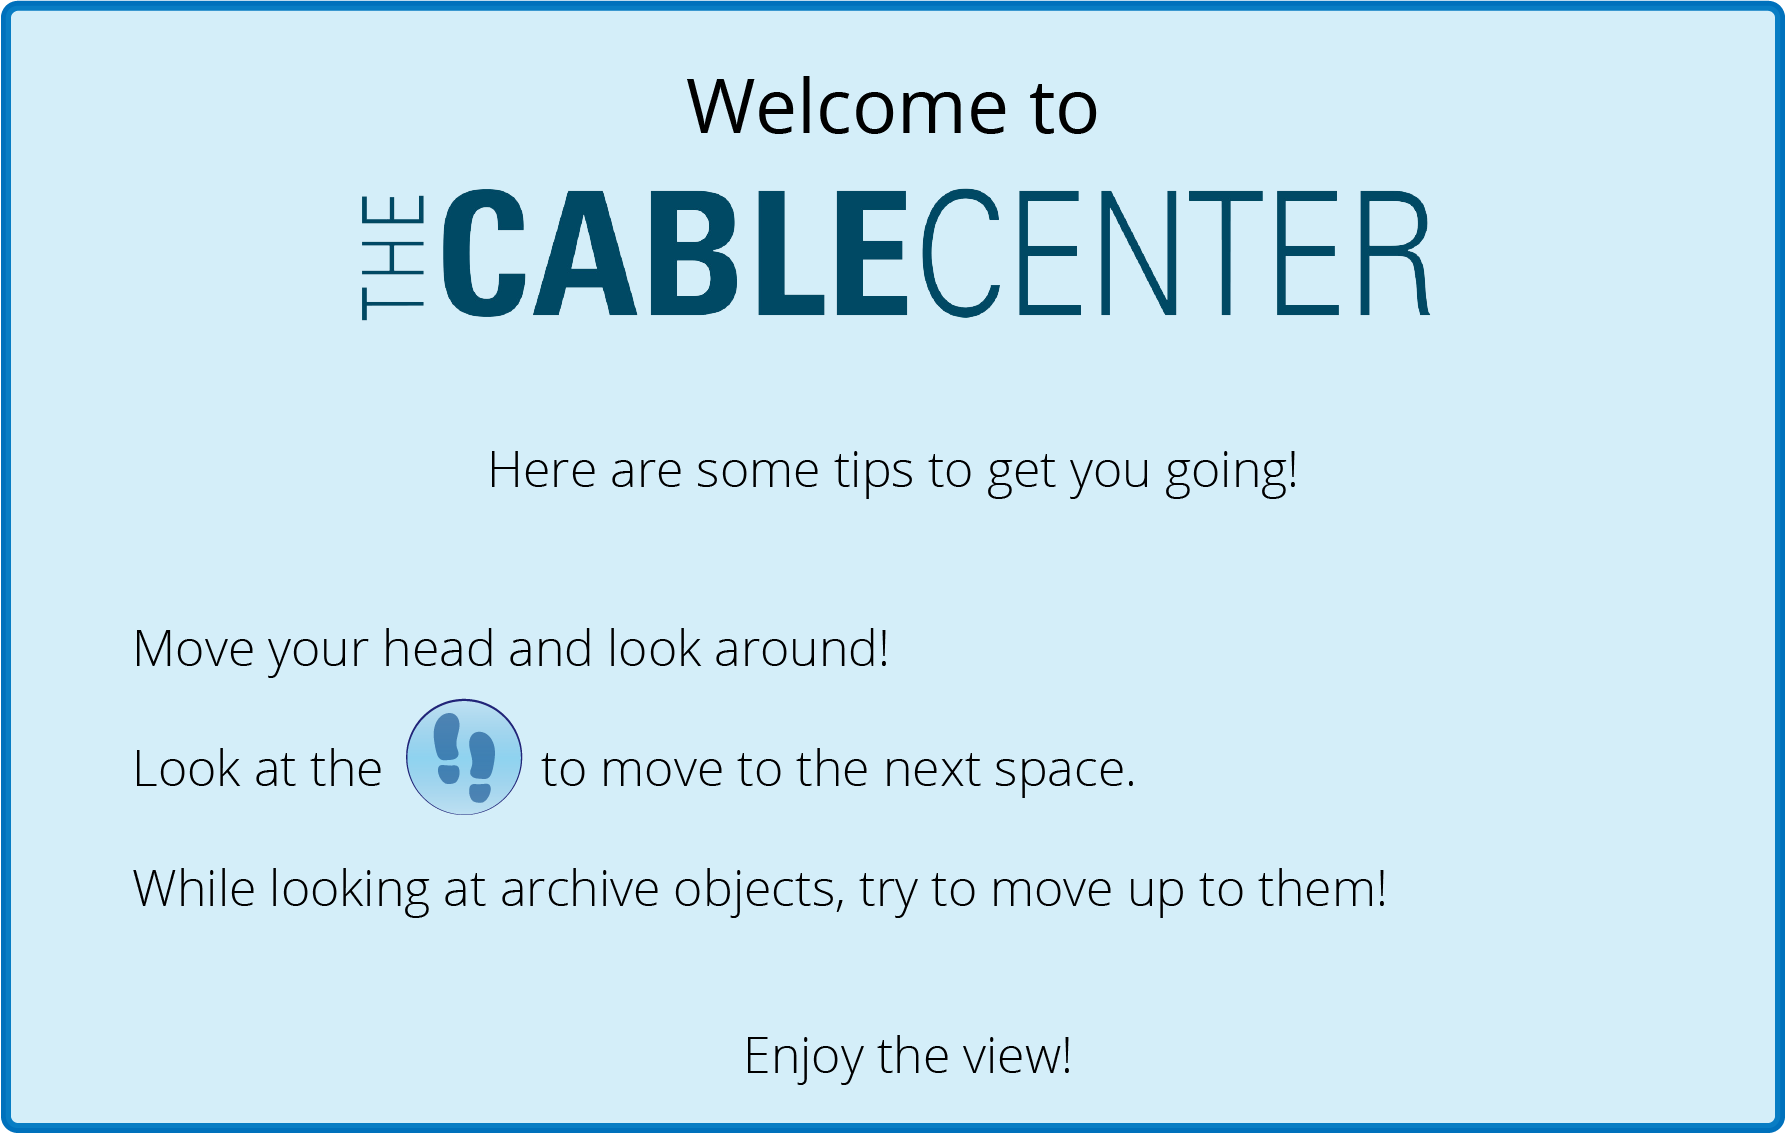 Welcome to
THE CABLECENTER
Here are some tips to get you going!
Move your head and look around!
Look at the to move to the next space.
While looking at archive objects, try to move up to them!
Enjoy the view!